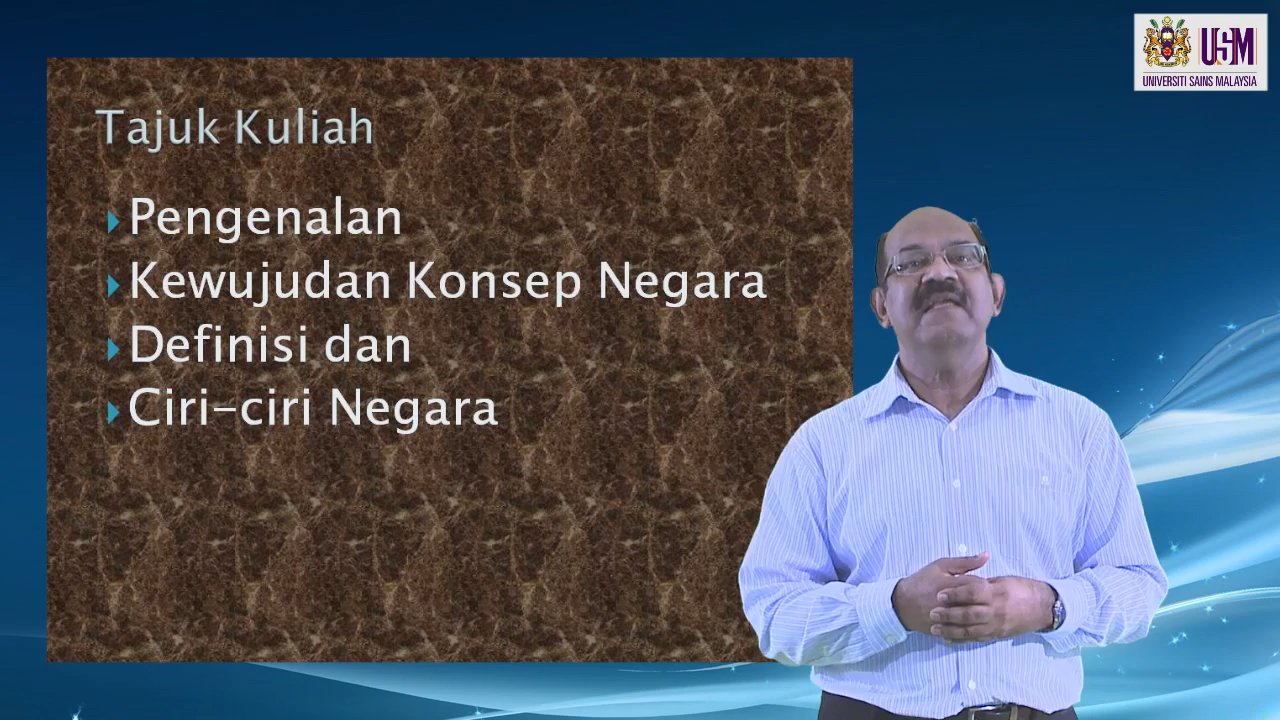 USM
UNIVERSITI SAINS MALAYSIA
Tajuk Kuliah
Pengenalan
Kewujudan Konsep Negara
Definisi dan
Ciri-ciri Negara